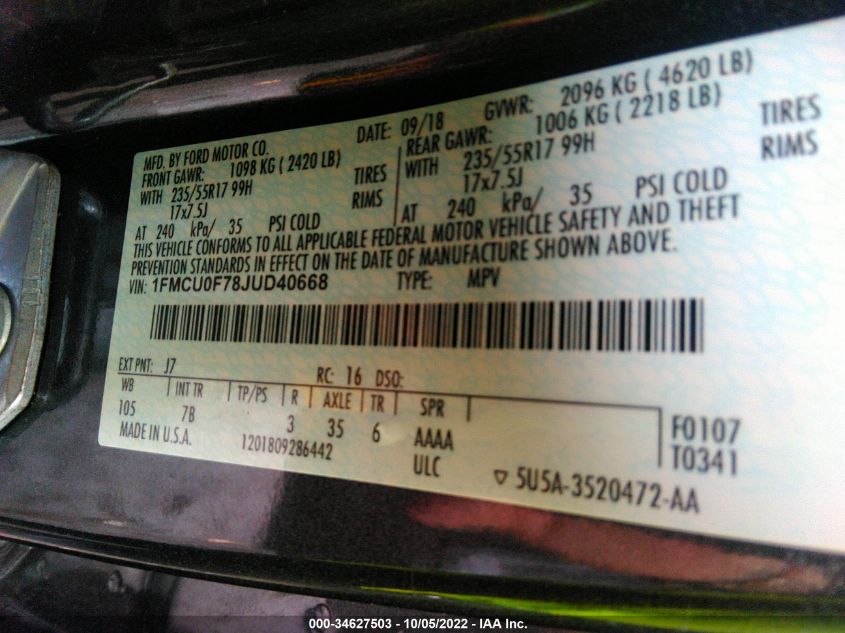 MFD. BY FORD MOTOR CO. DATE: 09/18 GVWR: 2096 KG ( 4620 LB)
FRONT GAWR: 1098 KG ( 2420 LB) REAR GAWR: 1006 KG ( 2218 LB)
WITH 235/55R17 99H TIRES WITH 235/55R17 99H TIRES
17x7.5J RIMS 17x7.5J RIMS
AT 240 kPa/ 35 PSI COLD AT 240 kPa/ 35 PSI COLD
THIS VEHICLE CONFORMS TO ALL APPLICABLE FEDERAL MOTOR VEHICLE SAFETY AND THEFT
PREVENTION STANDARDS IN EFFECT ON THE DATE OF MANUFACTURE SHOWN ABOVE.
VIN: 1FMCU0F78JUD40668 TYPE: MPV
EXT PNT: J7 RC: 16 DSO:
WB INT TR TP/PS R AXLE TR SPR
105 7B 3 35 6 AAAA F0107
MADE IN U.S.A. 1201809286442 ULC T0341
▽ 5U5A-3520472-AA
000-34627503 - 10/05/2022 - IAA Inc.